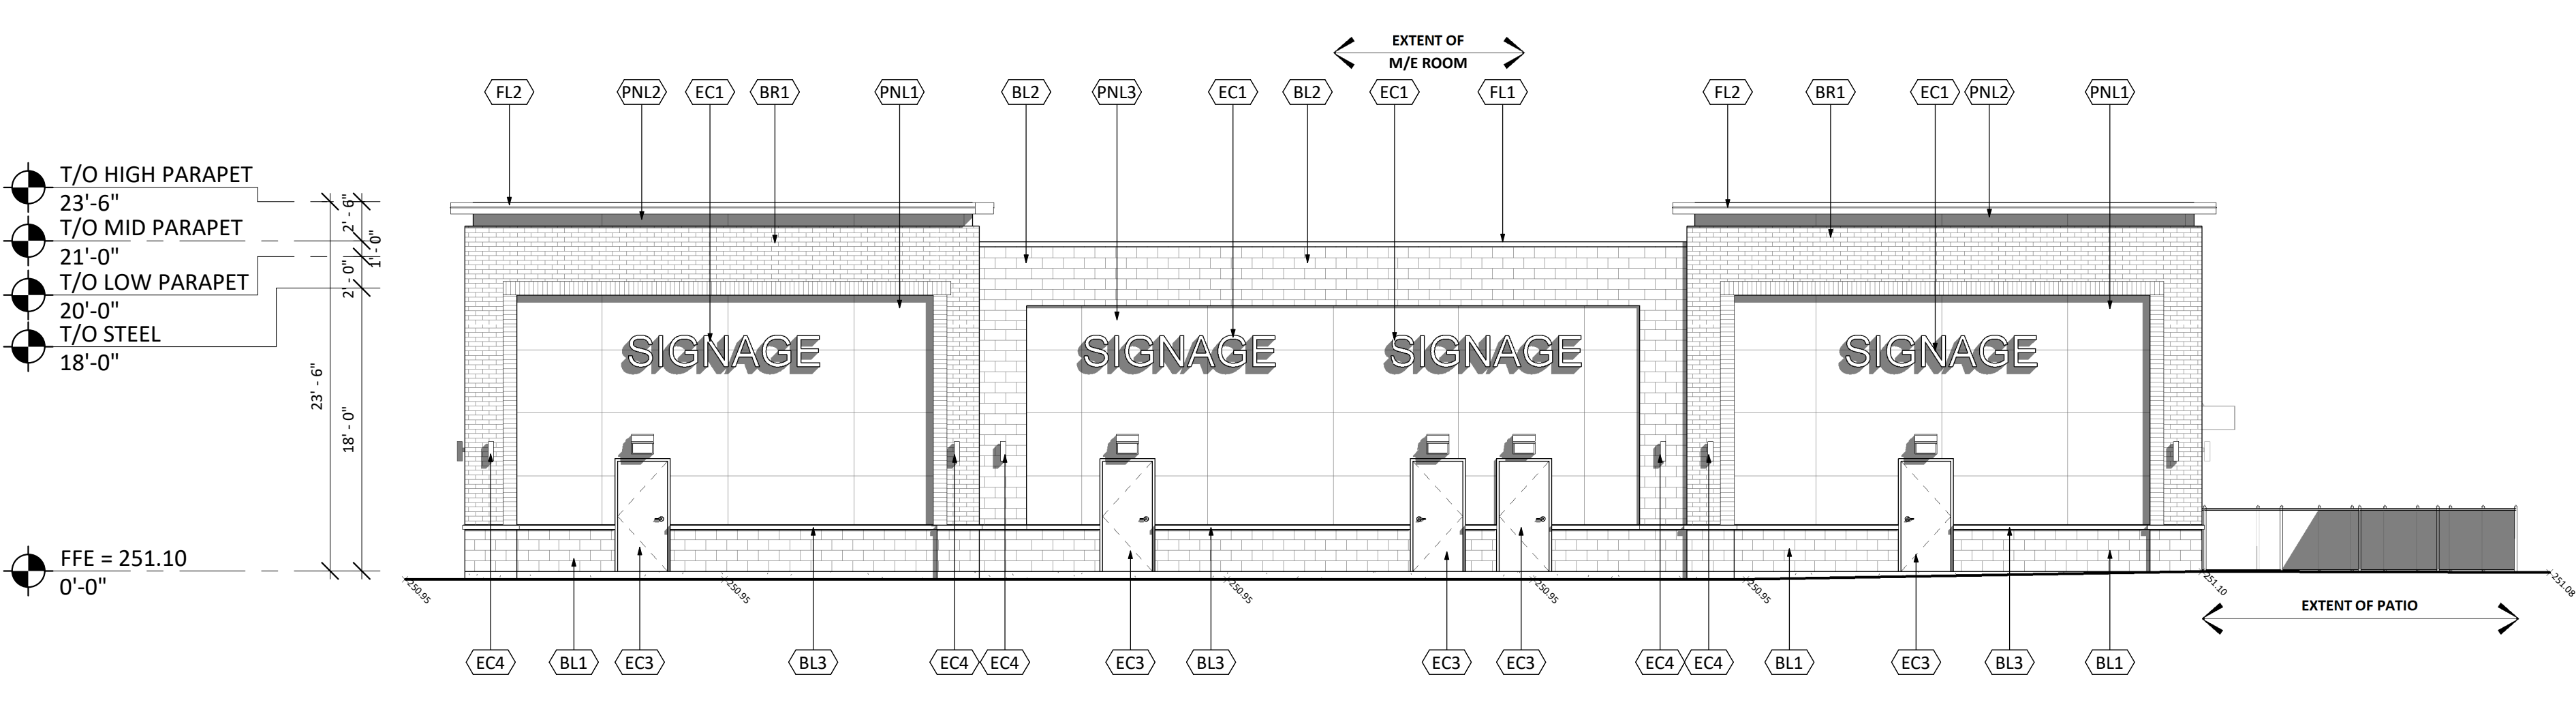 EXTENT OF
M/E ROOM
FL2 PNL2 EC1 BR1 PNL1 BL2 PNL3 EC1 BL2 EC1 FL1 FL2 BR1 EC1 PNL2 PNL1
T/O HIGH PARAPET
23'-6"
T/O MID PARAPET
21'-0"
T/O LOW PARAPET
20'-0"
T/O STEEL
18'-0"
2' - 6"
1' - 0"
2' - 0"
23' - 6"
18' - 0"
SIGNAGE SIGNAGE SIGNAGE SIGNAGE
FFE = 251.10
0'-0"
250.95 250.95 250.95 250.95 250.95 251.10 251.08
EXTENT OF PATIO
EC4 BL1 EC3 BL3 EC4 EC4 EC3 BL3 EC3 EC3 EC4 EC4 BL1 EC3 BL3 BL1